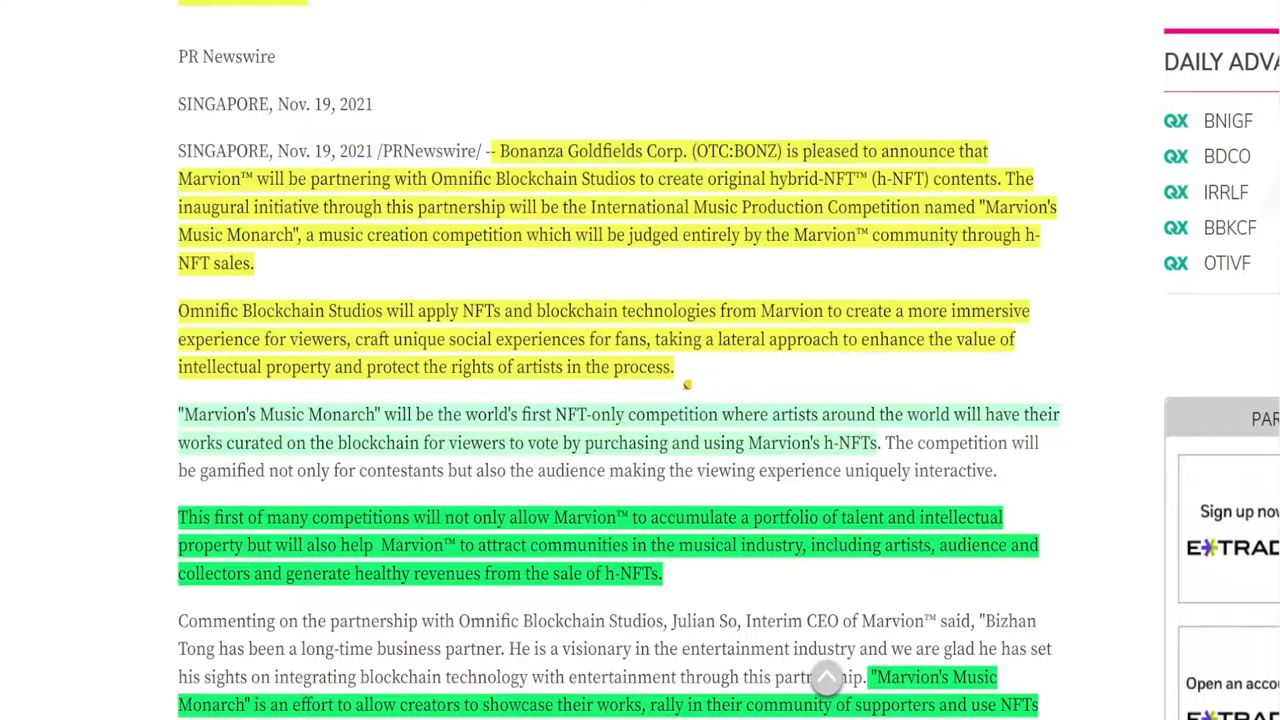 PR Newswire
SINGAPORE, Nov. 19, 2021
SINGAPORE, Nov. 19, 2021 /PRNewswire/ -- Bonanza Goldfields Corp. (OTC:BONZ) is pleased to announce that
Marvion™ will be partnering with Omnific Blockchain Studios to create original hybrid-NFT™ (h-NFT) contents. The
inaugural initiative through this partnership will be the International Music Production Competition named "Marvion's
Music Monarch", a music creation competition which will be judged entirely by the Marvion™ community through h-
NFT sales.
Omnific Blockchain Studios will apply NFTs and blockchain technologies from Marvion to create a more immersive
experience for viewers, craft unique social experiences for fans, taking a lateral approach to enhance the value of
intellectual property and protect the rights of artists in the process.
"Marvion's Music Monarch" will be the world's first NFT-only competition where artists around the world will have their
works curated on the blockchain for viewers to vote by purchasing and using Marvion's h-NFTs. The competition will
be gamified not only for contestants but also the audience making the viewing experience uniquely interactive.
This first of many competitions will not only allow Marvion™ to accumulate a portfolio of talent and intellectual
property but will also help Marvion™ to attract communities in the musical industry, including artists, audience and
collectors and generate healthy revenues from the sale of h-NFTs.
Commenting on the partnership with Omnific Blockchain Studios, Julian So, Interim CEO of Marvion™ said, "Bizhan
Tong has been a long-time business partner. He is a visionary in the entertainment industry and we are glad he has set
his sights on integrating blockchain technology with entertainment through this "Marvion's Music
Monarch" is an effort to allow creators to showcase their works, rally in their community of supporters and use NFTs
DAILY ADVA
QX BNIGF
QX BDCO
QX IRRLF
QX BBKCF
QX OTIVF
PAR
Sign up now
E*TRAD
Open an accou